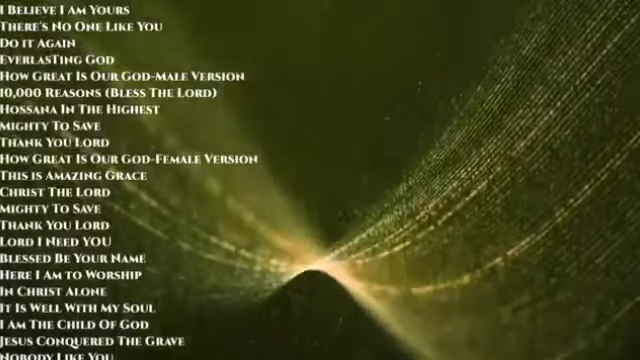 I Believe I Am Yours
There's No One Like You
Do it Again
Everlasting God
How Great Is Our God-Male Version
10,000 Reasons (Bless The Lord)
Hossana In The Highest
Mighty To Save
Thank You Lord
How Great Is Our God-Female Version
This is Amazing Grace
Christ The Lord
Mighty To Save
Thank You Lord
Lord I Need YOU
Blessed Be Your Name
Here I Am to Worship
In Christ Alone
It Is Well With My Soul
I Am The Child Of God
Jesus Conquered The Grave
Nobody Like You